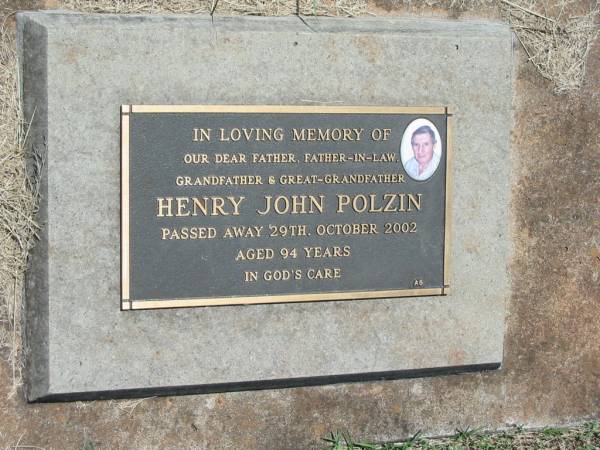 IN LOVING MEMORY OF
OUR DEAR FATHER, FATHER-IN-LAW,
GRANDFATHER & GREAT-GRANDFATHER
HENRY JOHN POLZIN
PASSED AWAY 29TH. OCTOBER 2002
AGED 94 YEARS
IN GOD'S CARE